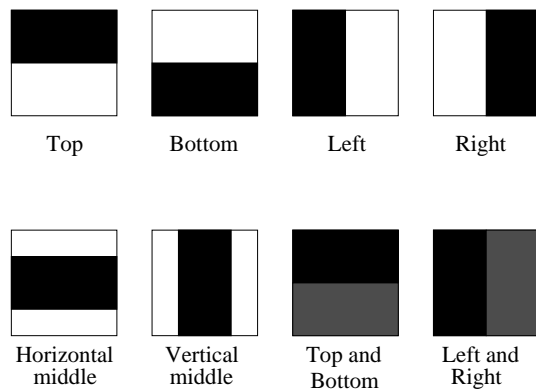 Top
Bottom
Left
Right
Horizontal
middle
Vertical
middle
Top and
Bottom
Left and
Right